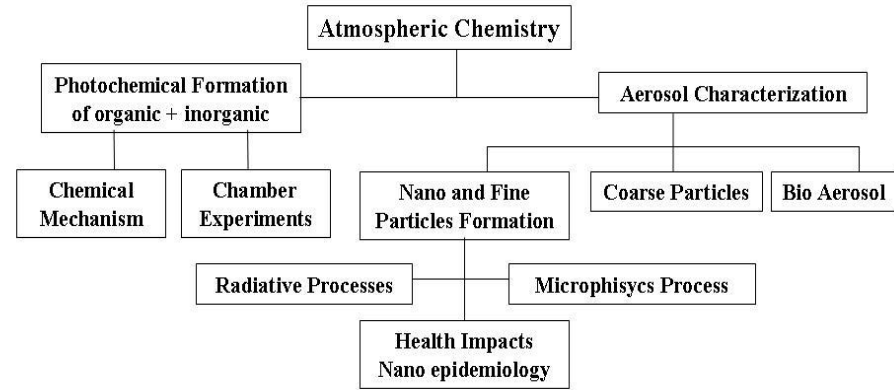 Atmospheric Chemistry
Photochemical Formation
of organic + inorganic
Aerosol Characterization
Chemical
Mechanism
Chamber
Experiments
Nano and Fine
Particles Formation
Coarse Particles
Bio Aerosol
Radiative Processes
Microphisycs Process
Health Impacts
Nano epidemiology